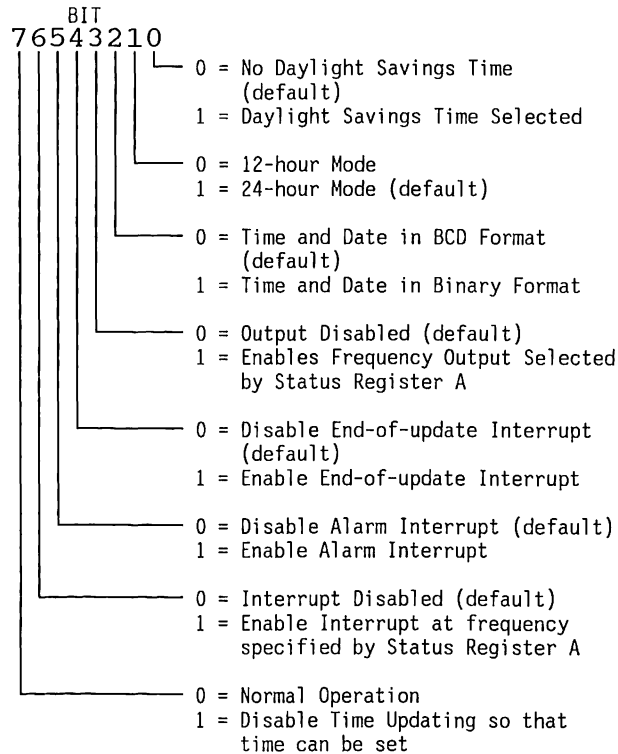 BIT
76543210
0 = No Daylight Savings Time
(default)
1 = Daylight Savings Time Selected
0 = 12-hour Mode
1 = 24-hour Mode (default)
0 = Time and Date in BCD Format
(default)
1 = Time and Date in Binary Format
0 = Output Disabled (default)
1 = Enables Frequency Output Selected
by Status Register A
0 = Disable End-of-update Interrupt
(default)
1 = Enable End-of-update Interrupt
0 = Disable Alarm Interrupt (default)
1 = Enable Alarm Interrupt
0 = Interrupt Disabled (default)
1 = Enable Interrupt at frequency
specified by Status Register A
0 = Normal Operation
1 = Disable Time Updating so that
time can be set